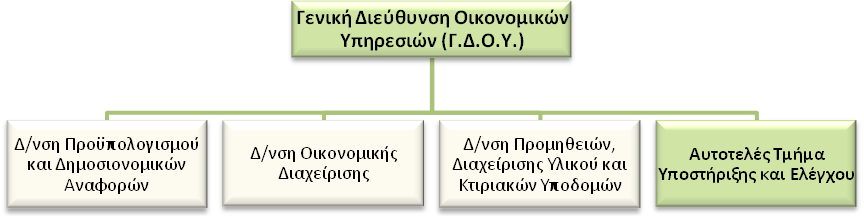 Γενική Διεύθυνση Οικονομικών
Υπηρεσιών (Γ.Δ.Ο.Υ.)
Δ/νση Προϋπολογισμού
και Δημοσιονομικών
Αναφορών
Δ/νση Οικονομικής
Διαχείρισης
Δ/νση Προμηθειών,
Διαχείρισης Υλικού και
Κτιριακών Υποδομών
Αυτοτελές Τμήμα
Υποστήριξης και Ελέγχου